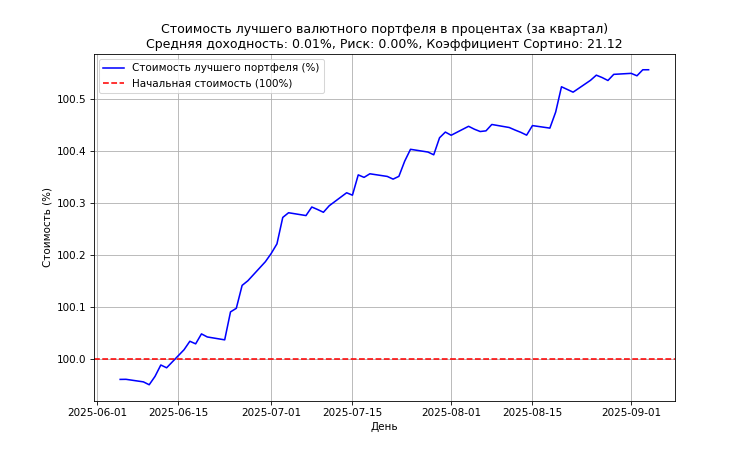 Стоимость лучшего валютного портфеля в процентах (за квартал)
Средняя доходность: 0.01%, Риск: 0.00%, Коэффициент Сортино: 21.12
Стоимость лучшего портфеля (%)
Начальная стоимость (100%)
Стоимость (%)
100.5
100.4
100.3
100.2
100.1
100.0
2025-06-01
2025-06-15
2025-07-01
2025-07-15
2025-08-01
2025-08-15
2025-09-01
День